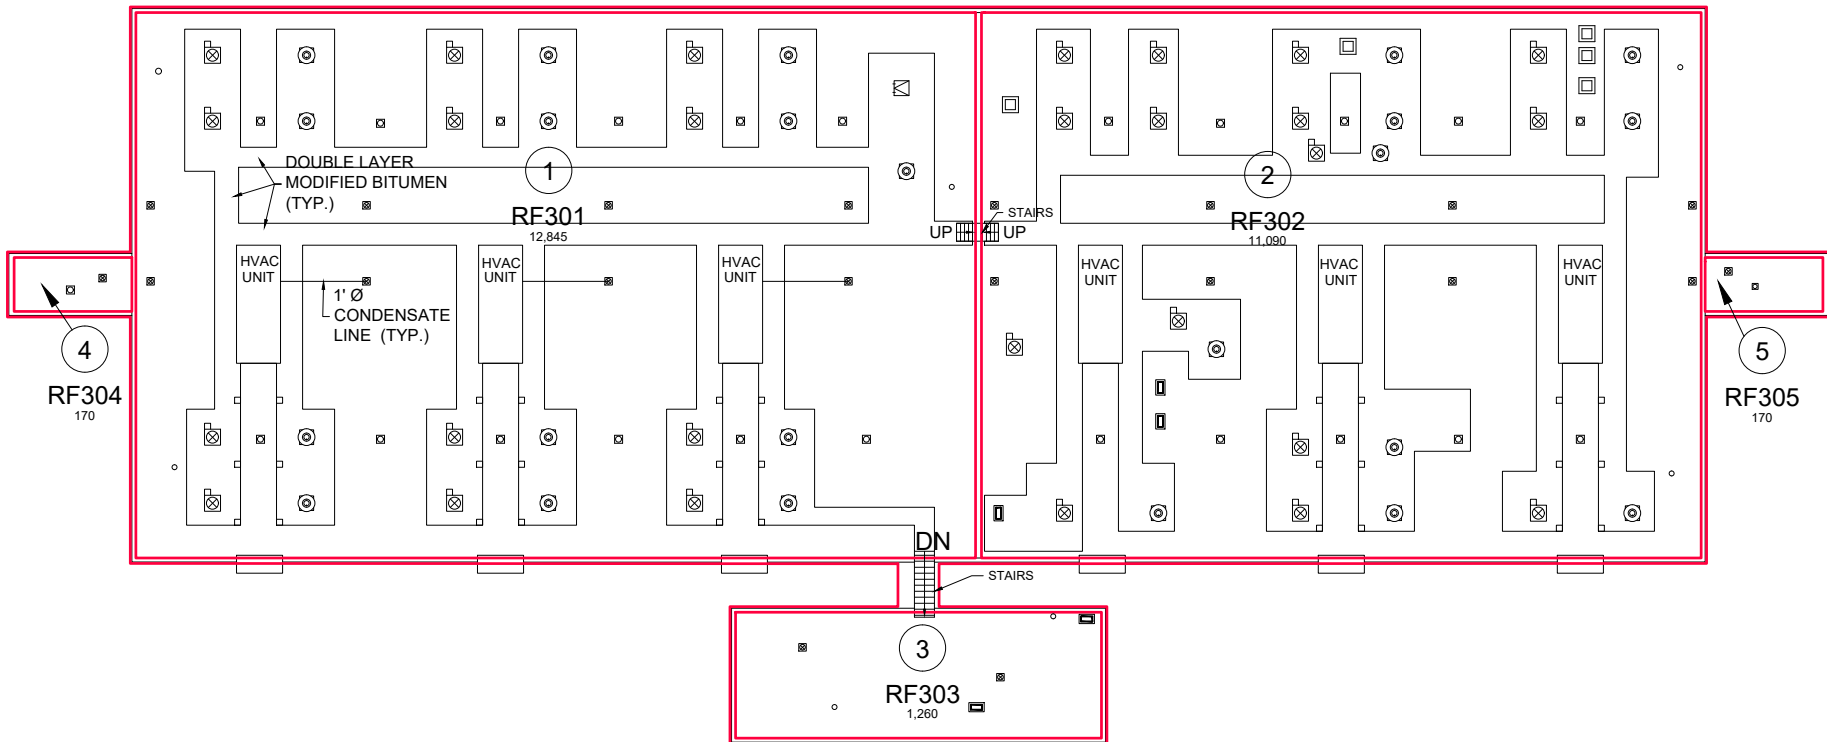 DOUBLE LAYER
MODIFIED BITUMEN
(TYP.)
1
RF301
12,845
2
RF302
11,090
STAIRS
UP
UP
HVAC
UNIT
HVAC
UNIT
HVAC
UNIT
HVAC
UNIT
HVAC
UNIT
HVAC
UNIT
1' Ø
CONDENSATE
LINE (TYP.)
4
RF304
170
5
RF305
170
DN
STAIRS
3
RF303
1,260